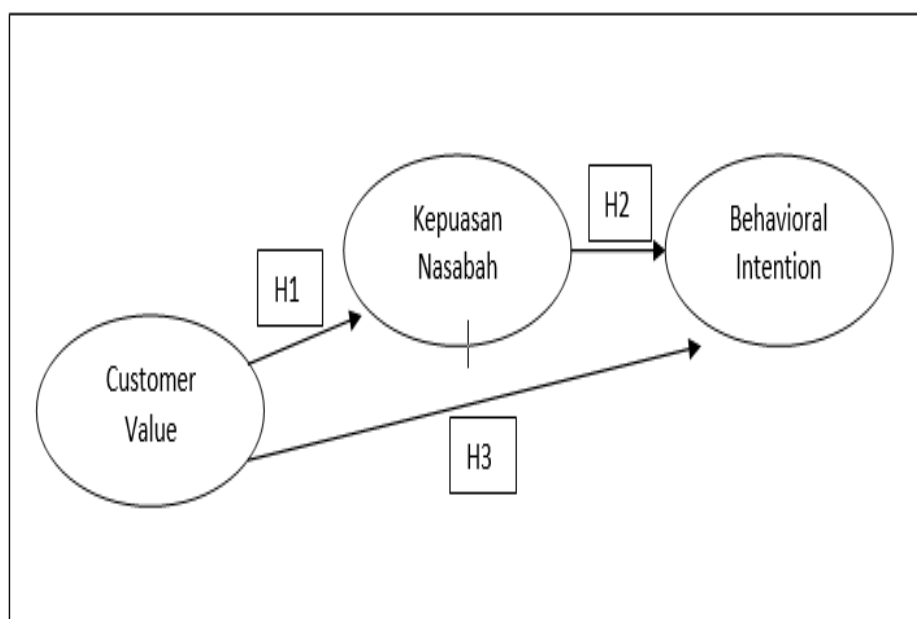 Kepuasan
Nasabah
H2
Behavioral
Intention
H1
Customer
Value
H3